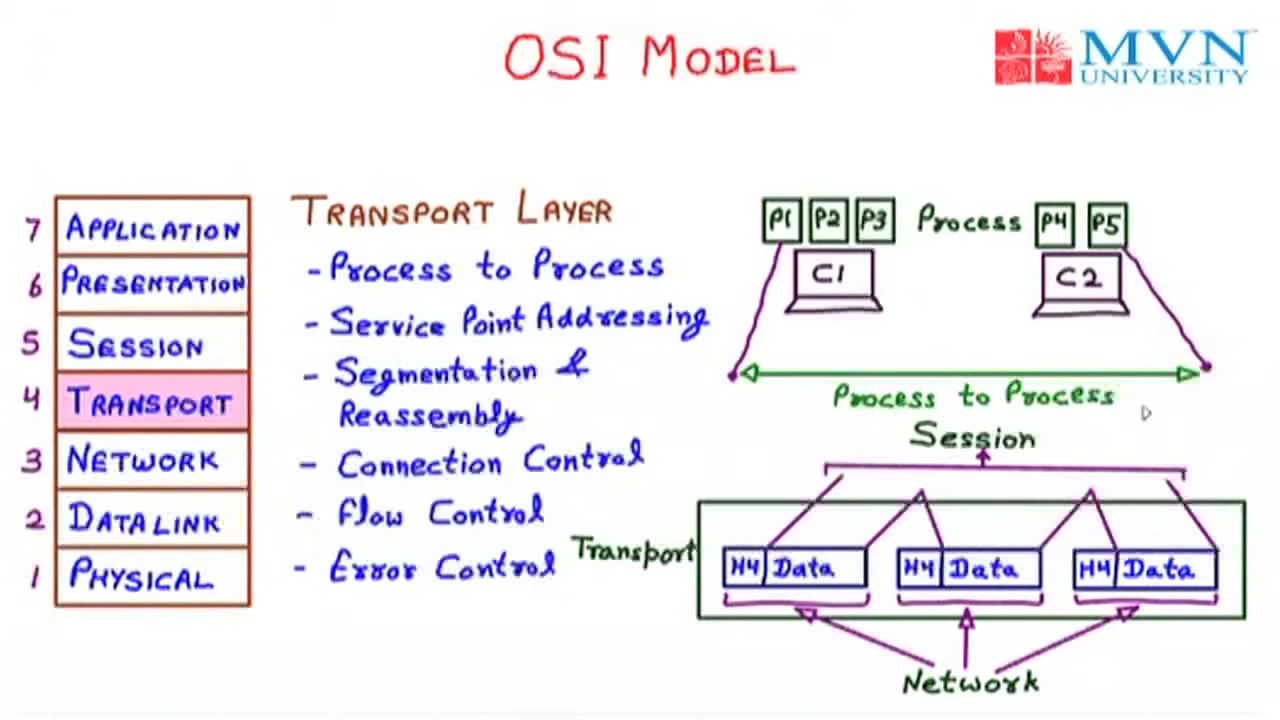 OSI MODEL
MVN
UNIVERSITY
7 APPLICATION
6 PRESENTATION
5 SESSION
4 TRANSPORT
3 NETWORK
2 DATA LINK
1 PHYSICAL
TRANSPORT LAYER
- Process to Process
- Service Point Addressing
- Segmentation &
Reassembly
- Connection Control
- Flow Control
- Error Control
P1 P2 P3 Process P4 P5
C1 C2
Process to Process
Session
Transport
H4 Data H4 Data H4 Data
Network